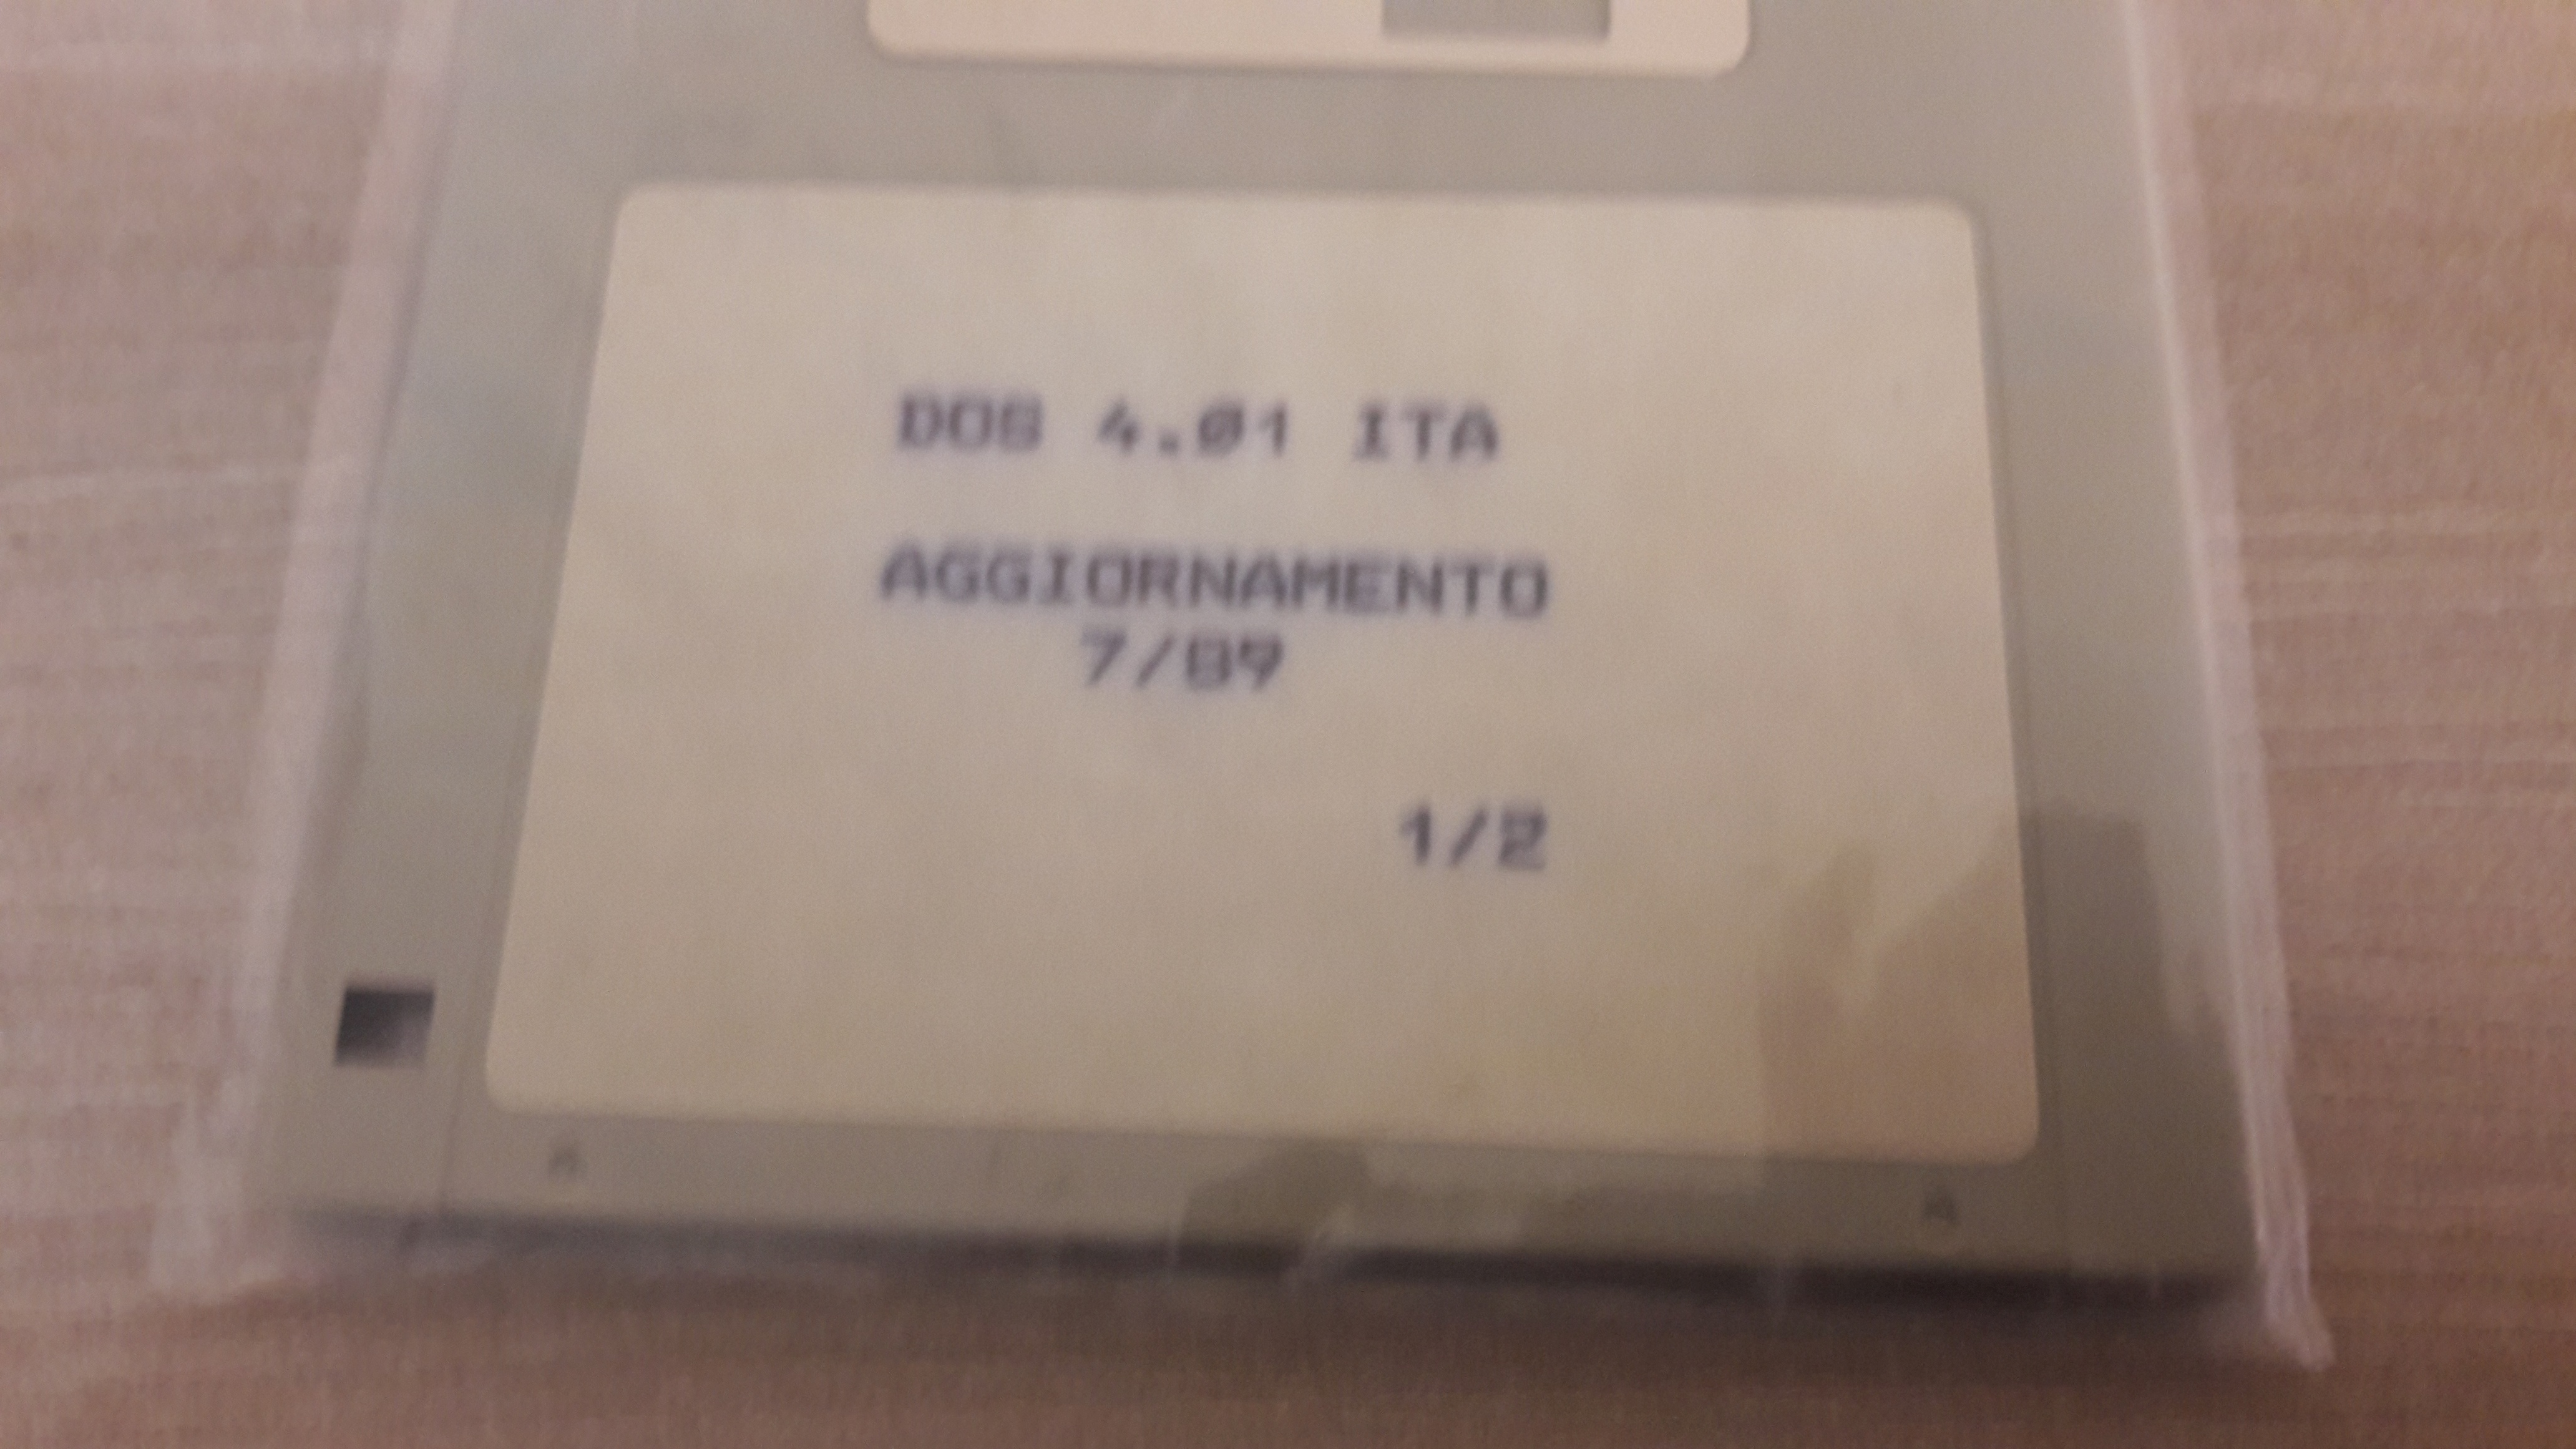 DOS 4.01 ITA
AGGIORNAMENTO
7/89
1/2